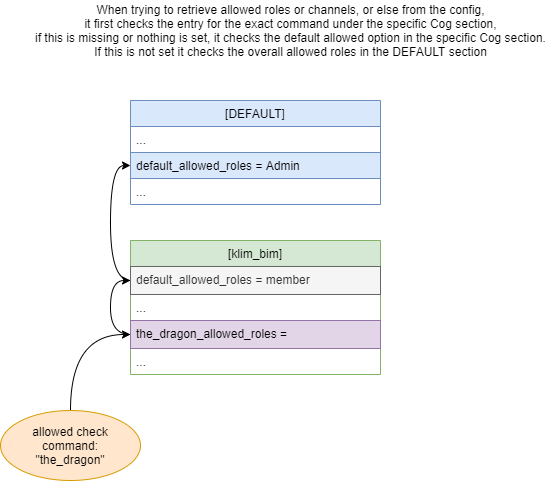 When trying to retrieve allowed roles or channels, or else from the config,
it first checks the entry for the exact command under the specific Cog section,
if this is missing or nothing is set, it checks the default allowed option in the specific Cog section.
If this is not set it checks the overall allowed roles in the DEFAULT section
[DEFAULT]
...
default_allowed_roles = Admin
...
[klim_bim]
default_allowed_roles = member
...
the_dragon_allowed_roles =
...
allowed check
command:
"the_dragon"